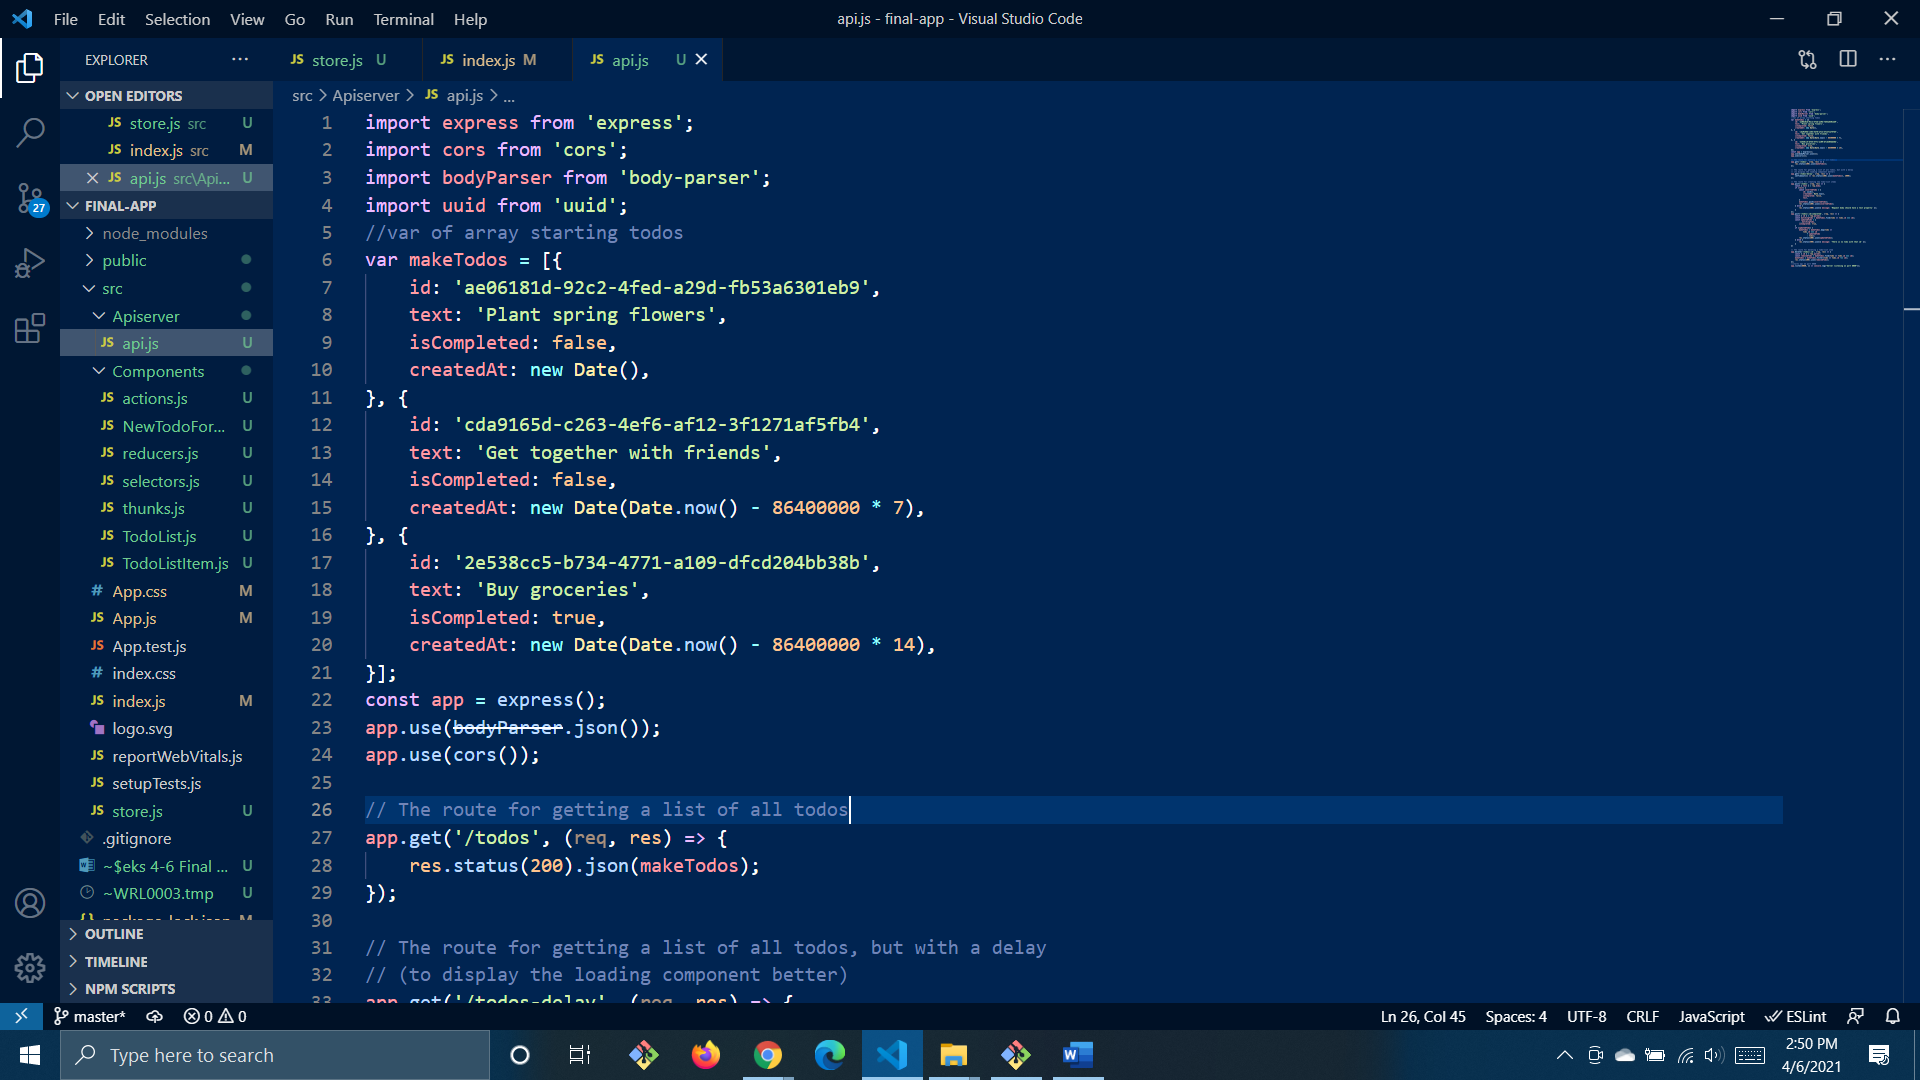 File Edit Selection View Go Run Terminal Help
api.js - final-app - Visual Studio Code
EXPLORER
JS store.js U
JS index.js M
JS api.js U
OPEN EDITORS
JS store.js src U
JS index.js src M
JS api.js src\Api... U
FINAL-APP
node_modules
public
src
Apiserver
JS api.js U
Components
JS actions.js U
JS NewTodoFor... U
JS reducers.js U
JS selectors.js U
JS thunks.js U
JS TodoList.js U
JS TodoListItem.js U
# App.css M
JS App.js M
JS App.test.js
# index.css
JS index.js M
logo.svg
JS reportWebVitals.js
JS setupTests.js
JS store.js U
.gitignore
~$eks 4-6 Final ... U
~WRL0003.tmp U
OUTLINE
TIMELINE
NPM SCRIPTS
27
src > Apiserver > JS api.js > ...
1 import express from 'express';
2 import cors from 'cors';
3 import bodyParser from 'body-parser';
4 import uuid from 'uuid';
5 //var of array starting todos
6 var makeTodos = [{
7 id: 'ae06181d-92c2-4fed-a29d-fb53a6301eb9',
8 text: 'Plant spring flowers',
9 isCompleted: false,
10 createdAt: new Date(),
11 }, {
12 id: 'cda9165d-c263-4ef6-af12-3f1271af5fb4',
13 text: 'Get together with friends',
14 isCompleted: false,
15 createdAt: new Date(Date.now() - 86400000 * 7),
16 }, {
17 id: '2e538cc5-b734-4771-a109-dfcd204bb38b',
18 text: 'Buy groceries',
19 isCompleted: true,
20 createdAt: new Date(Date.now() - 86400000 * 14),
21 }];
22 const app = express();
23 app.use(bodyParser.json());
24 app.use(cors());
25
26 // The route for getting a list of all todos
27 app.get('/todos', (req, res) => {
28 res.status(200).json(makeTodos);
29 });
30
31 // The route for getting a list of all todos, but with a delay
32 // (to display the loading component better)
33 app.get('/todos-delay', (req, res) => {
master* 0 0
Ln 26, Col 45 Spaces: 4 UTF-8 CRLF JavaScript ESLint
Type here to search
2:50 PM
4/6/2021